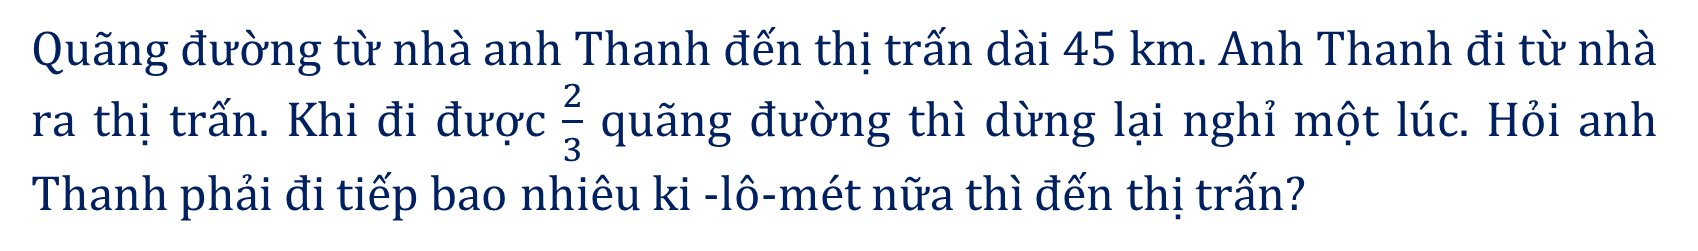 Quãng đường từ nhà anh Thanh đến thị trấn dài 45 km. Anh Thanh đi từ nhà
ra thị trấn. Khi đi được 2/3 quãng đường thì dừng lại nghỉ một lúc. Hỏi anh
Thanh phải đi tiếp bao nhiêu ki -lô-mét nữa thì đến thị trấn?